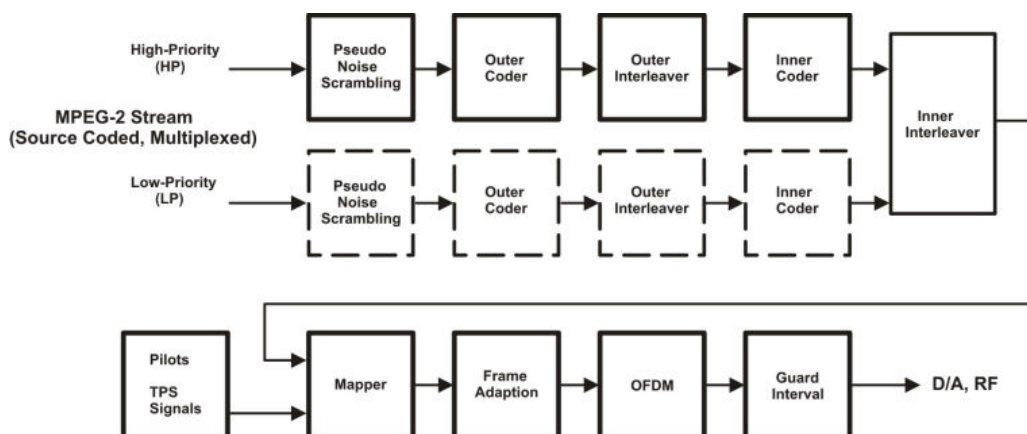 High-Priority
(HP)
Pseudo
Noise
Scrambling
Outer
Coder
Outer
Interleaver
Inner
Coder
Inner
Interleaver
MPEG-2 Stream
(Source Coded, Multiplexed)
Low-Priority
(LP)
Pseudo
Noise
Scrambling
Outer
Coder
Outer
Interleaver
Inner
Coder
Pilots
TPS
Signals
Mapper
Frame
Adaption
OFDM
Guard
Interval
D/A, RF